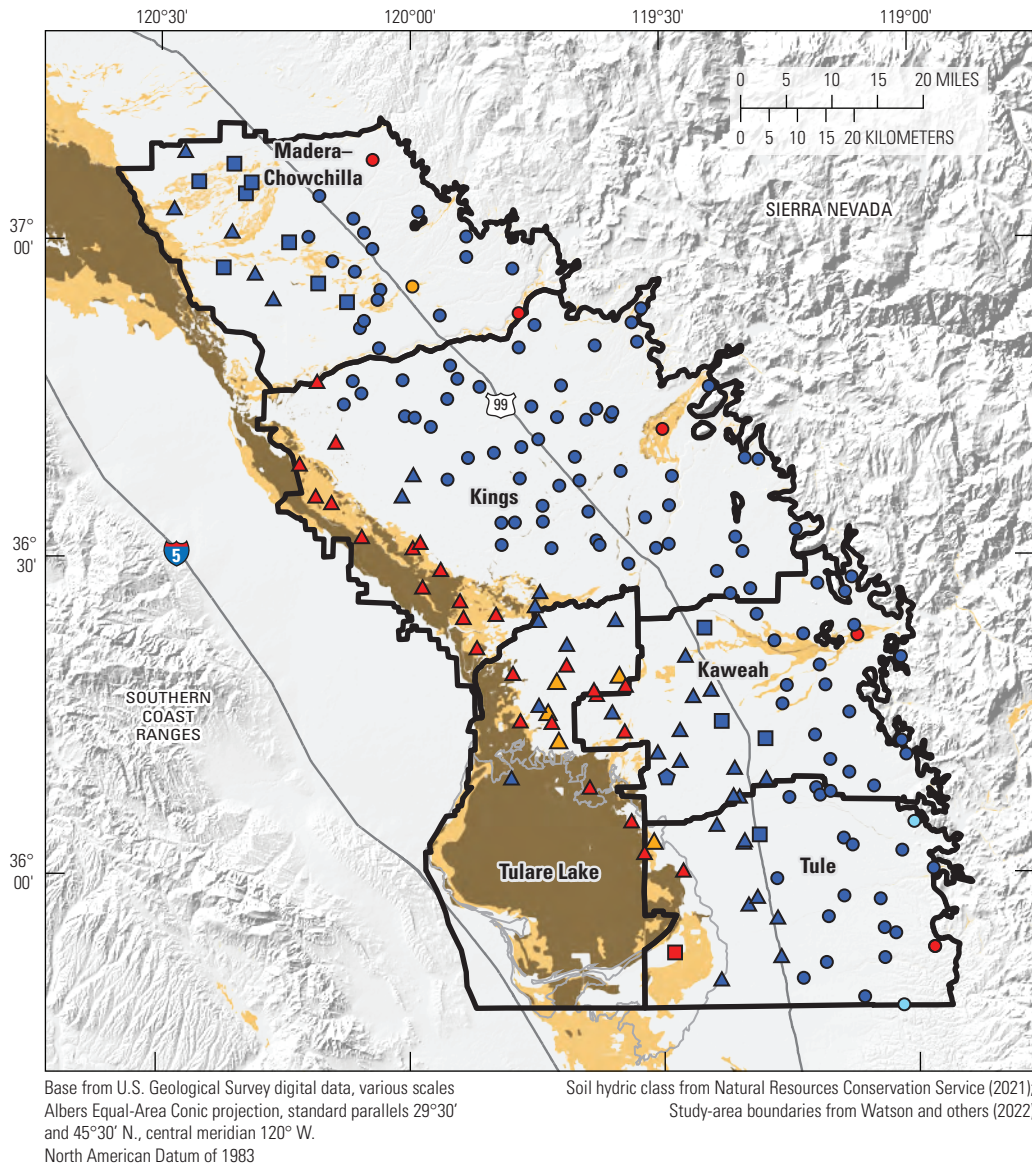 120°30'
120°00'
119°30'
119°00'
0 5 10 15 20 MILES
0 5 10 15 20 KILOMETERS
Madera–
Chowchilla
SIERRA NEVADA
37°
00'
99
Kings
36°
30'
5
Kaweah
SOUTHERN
COAST
RANGES
36°
00'
Tulare Lake
Tule
Base from U.S. Geological Survey digital data, various scales
Albers Equal-Area Conic projection, standard parallels 29°30'
and 45°30' N., central meridian 120° W.
North American Datum of 1983
Soil hydric class from Natural Resources Conservation Service (2021);
Study-area boundaries from Watson and others (2022)